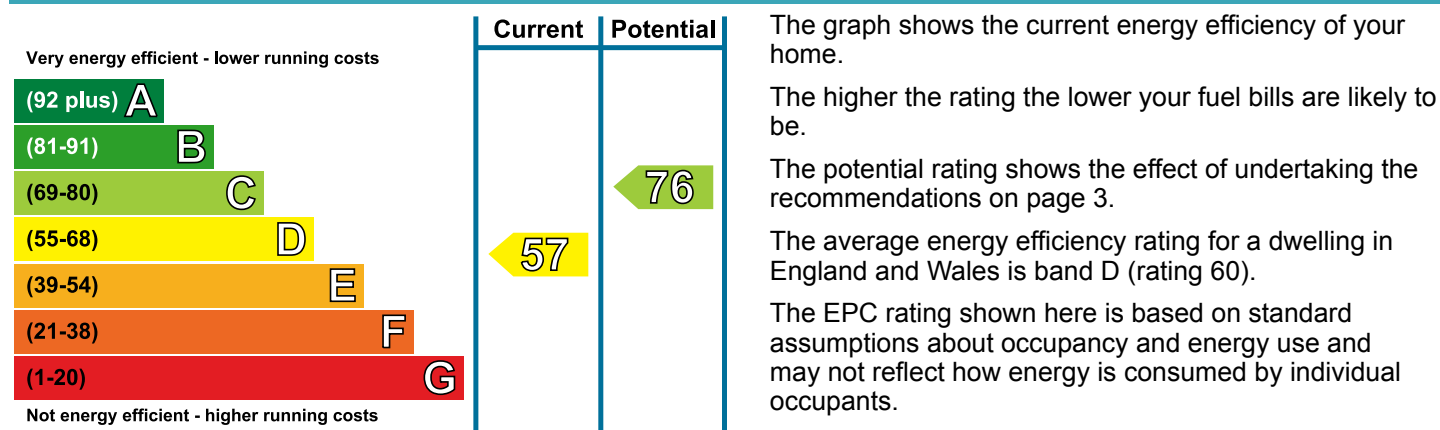 Current Potential
Very energy efficient - lower running costs
(92 plus) A
(81-91) B
(69-80) C
(55-68) D
(39-54) E
(21-38) F
(1-20) G
Not energy efficient - higher running costs
57
76
The graph shows the current energy efficiency of your
home.
The higher the rating the lower your fuel bills are likely to
be.
The potential rating shows the effect of undertaking the
recommendations on page 3.
The average energy efficiency rating for a dwelling in
England and Wales is band D (rating 60).
The EPC rating shown here is based on standard
assumptions about occupancy and energy use and
may not reflect how energy is consumed by individual
occupants.